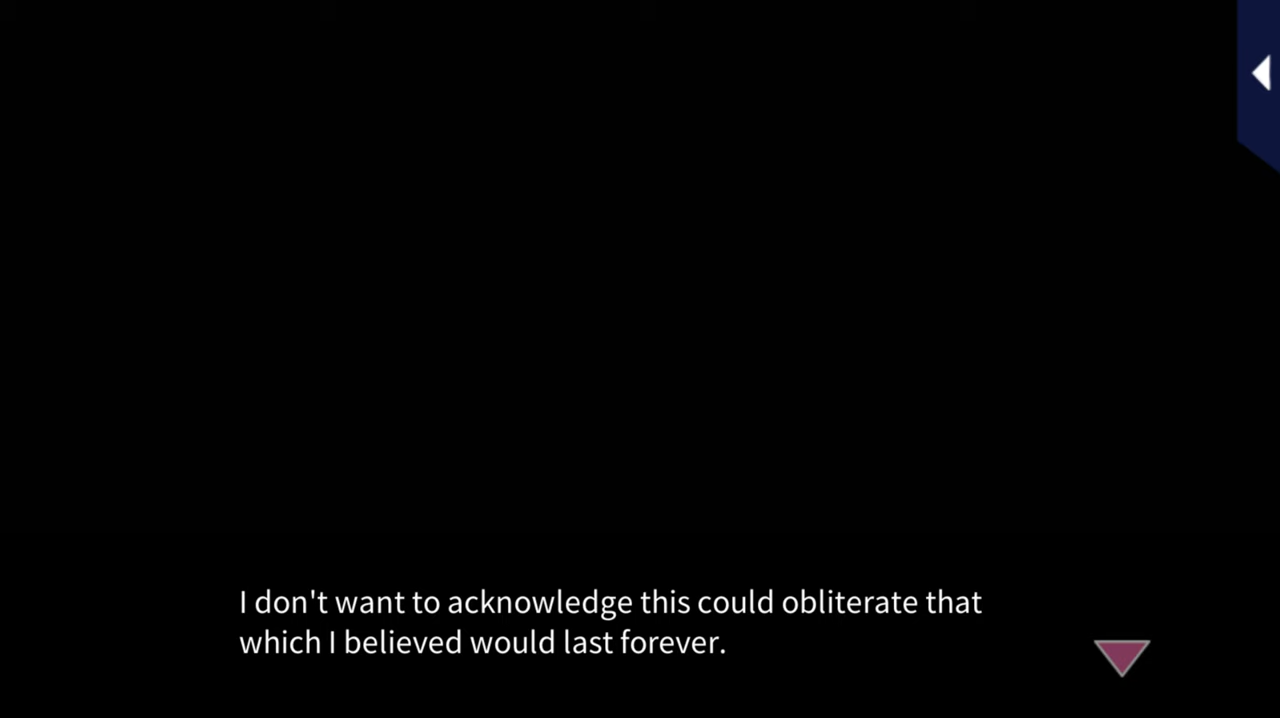 I don't want to acknowledge this could obliterate that
which I believed would last forever.